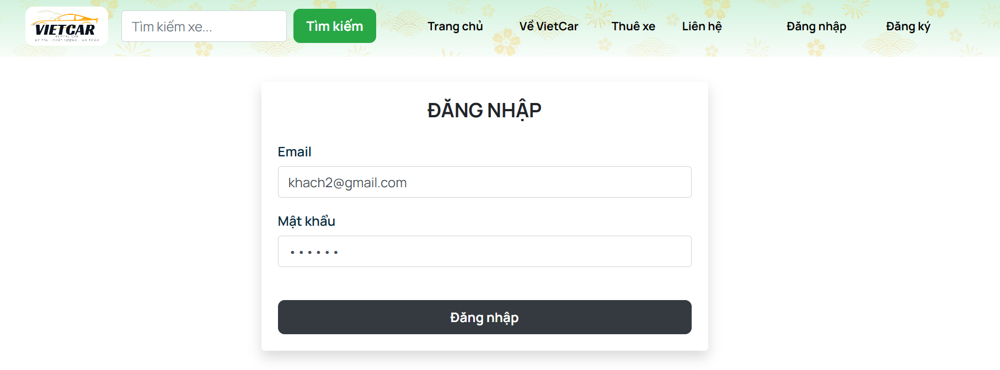 VIETCAR
RENTAL CAR
UY TÍN - CHẤT LƯỢNG - AN TOÀN
Tìm kiếm xe...
Tìm kiếm
Trang chủ
Về VietCar
Thuê xe
Liên hệ
Đăng nhập
Đăng ký
ĐĂNG NHẬP
Email
khach2@gmail.com
Mật khẩu
••••••
Đăng nhập